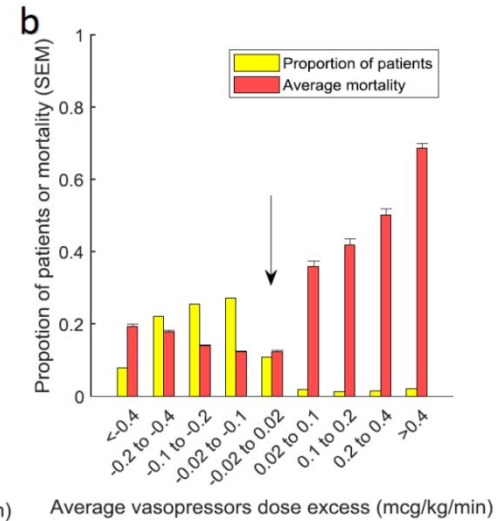 b
Propotion of patients or mortality (SEM)
1
0.8
0.6
0.4
0.2
0
Proportion of patients
Average mortality
<-0.4
-0.2 to -0.4
-0.1 to -0.2
-0.02 to -0.1
-0.02 to 0.02
0.02 to 0.1
0.1 to 0.2
0.2 to 0.4
>0.4
n)
Average vasopressors dose excess (mcg/kg/min)